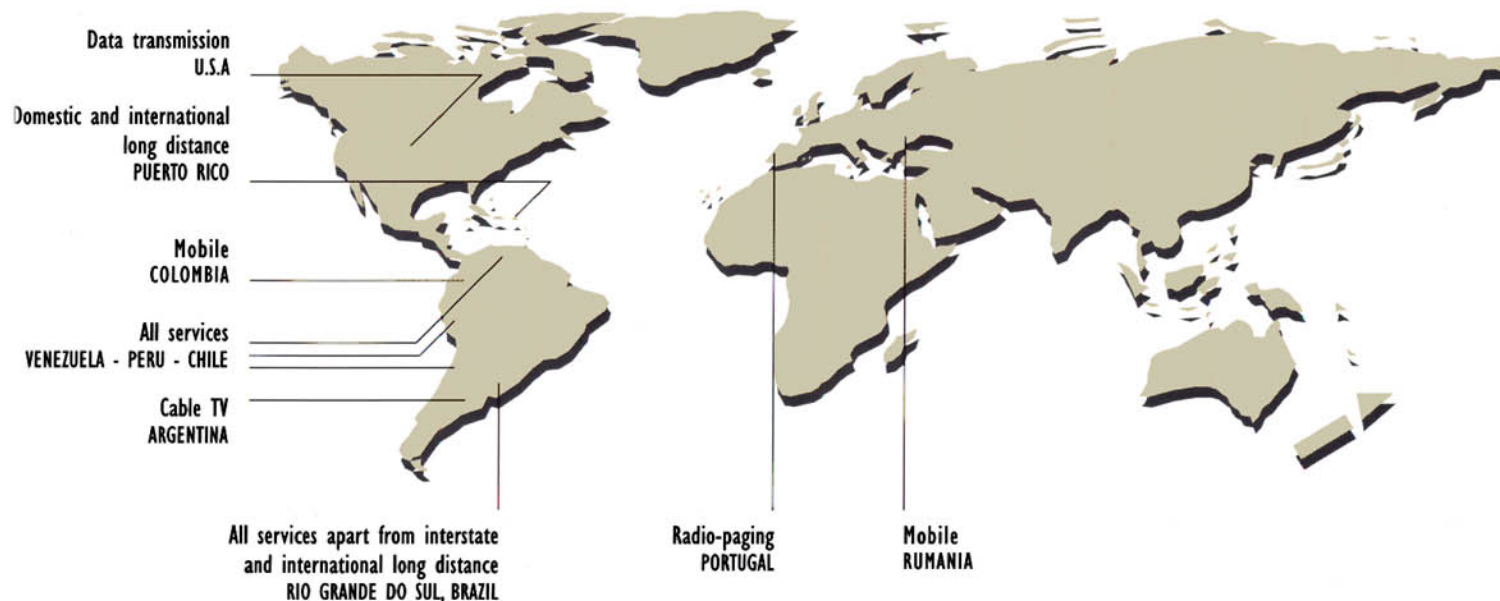 Data transmission
U.S.A
Domestic and international
long distance
PUERTO RICO
Mobile
COLOMBIA
All services
VENEZUELA - PERU - CHILE
Cable TV
ARGENTINA
All services apart from interstate
and international long distance
RIO GRANDE DO SUL, BRAZIL
Radio-paging
PORTUGAL
Mobile
RUMANIA